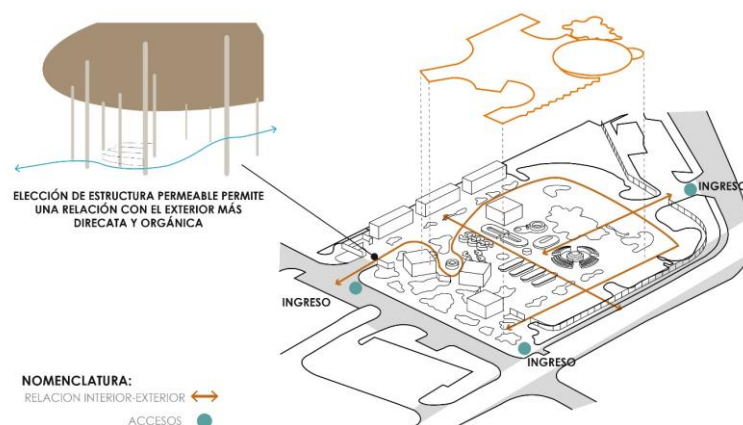 ELECCIÓN DE ESTRUCTURA PERMEABLE PERMITE
UNA RELACIÓN CON EL EXTERIOR MÁS
DIRECATA Y ORGÁNICA
INGRESO
INGRESO
INGRESO
NOMENCLATURA:
RELACION INTERIOR-EXTERIOR
ACCESOS